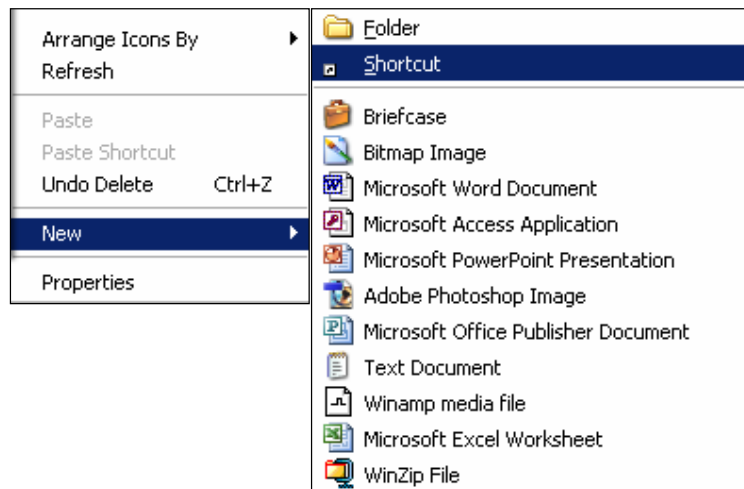 Arrange Icons By
Refresh
Paste
Paste Shortcut
Undo Delete Ctrl+Z
New
Properties
Folder
Shortcut
Briefcase
Bitmap Image
Microsoft Word Document
Microsoft Access Application
Microsoft PowerPoint Presentation
Adobe Photoshop Image
Microsoft Office Publisher Document
Text Document
Winamp media file
Microsoft Excel Worksheet
WinZip File